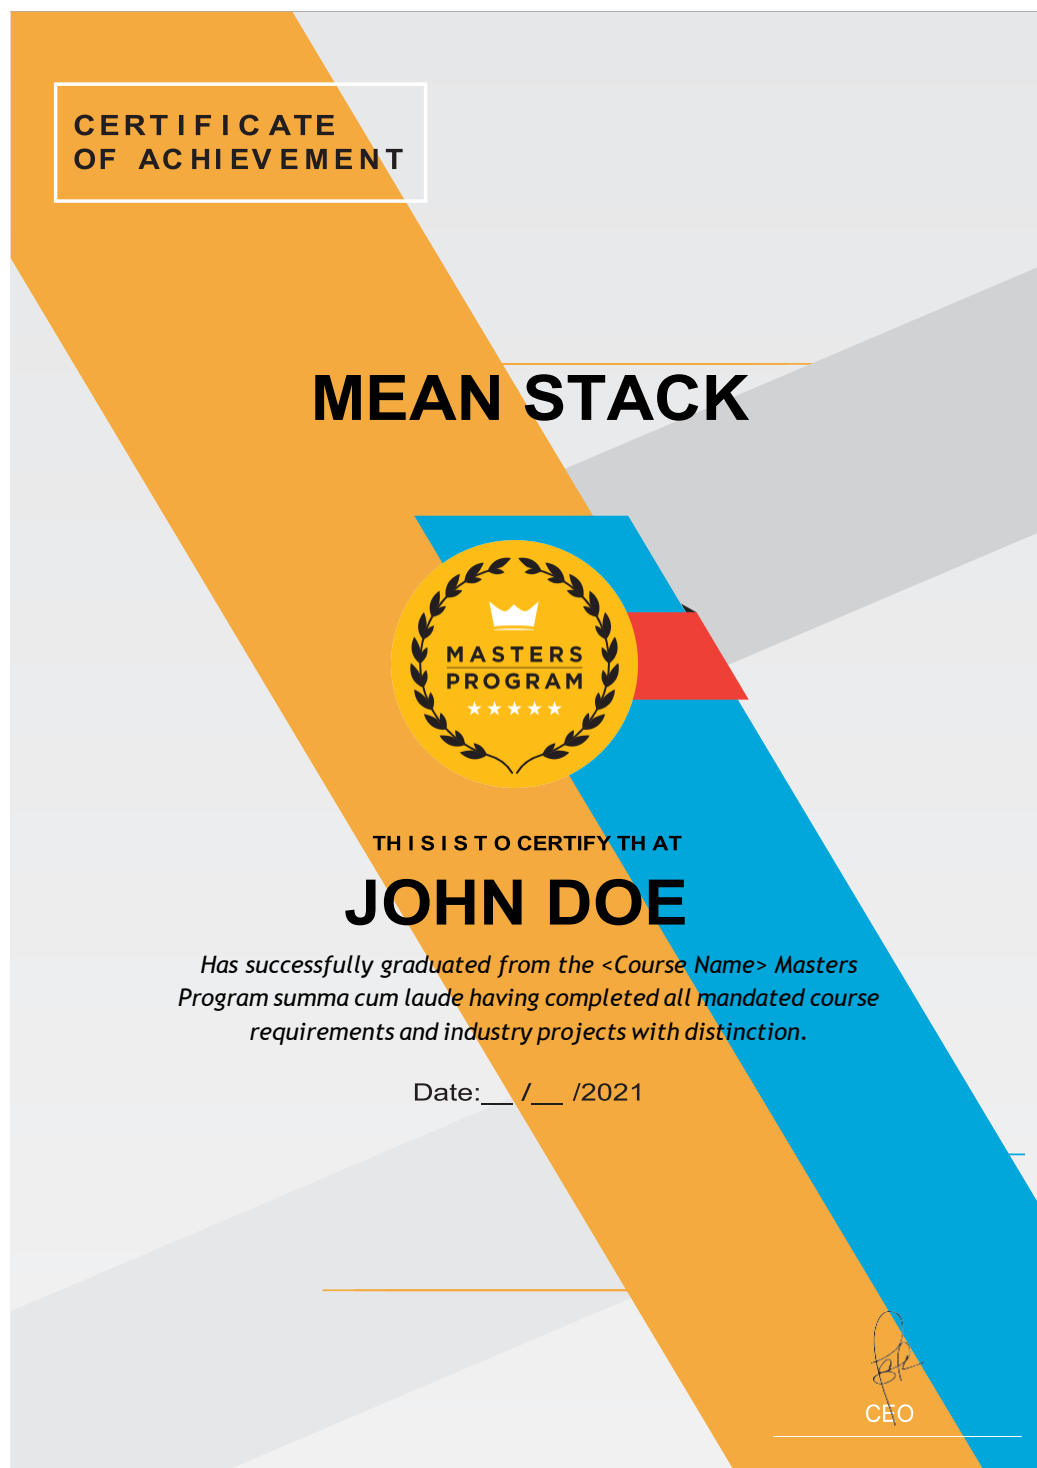 CERTIFICATE
OF ACHIEVEMENT
MEAN STACK
MASTERS
PROGRAM
THIS IS TO CERTIFY THAT
JOHN DOE
Has successfully graduated from the <Course Name> Masters
Program summa cum laude having completed all mandated course
requirements and industry projects with distinction.
Date:__ /__ /2021
CEO